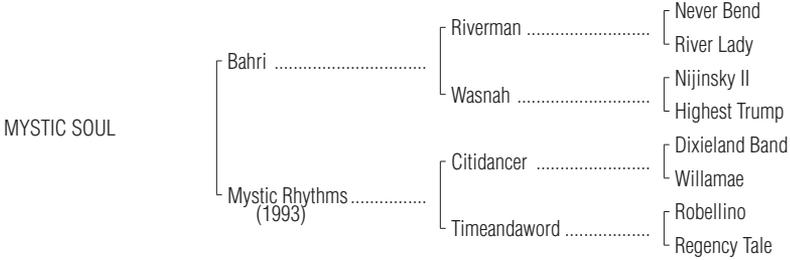 Never Bend
Riverman ..........................
River Lady
Bahri ................................
Nijinsky II
Wasnah ............................
Highest Trump
MYSTIC SOUL
Dixieland Band
Citidancer ........................
Willamae
Mystic Rhythms................
(1993)
Robellino
Timeandaword ..................
Regency Tale